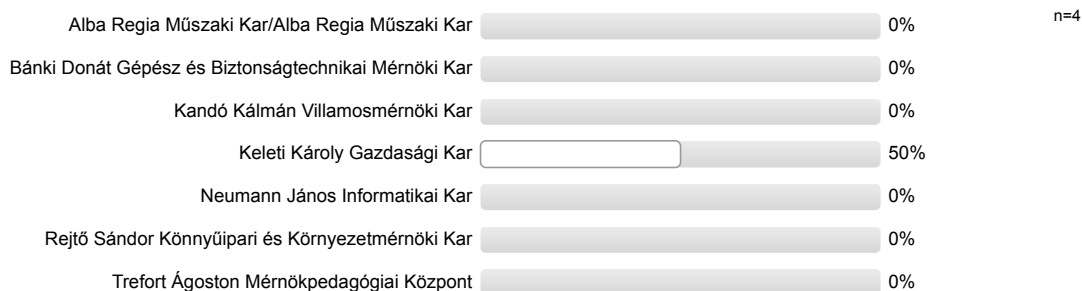 Alba Regia Műszaki Kar/Alba Regia Műszaki Kar 0% n=4
Bánki Donát Gépész és Biztonságtechnikai Mérnöki Kar 0%
Kandó Kálmán Villamosmérnöki Kar 0%
Keleti Károly Gazdasági Kar 50%
Neumann János Informatikai Kar 0%
Rejtő Sándor Könnyűipari és Környezetmérnöki Kar 0%
Trefort Ágoston Mérnökpedagógiai Központ 0%